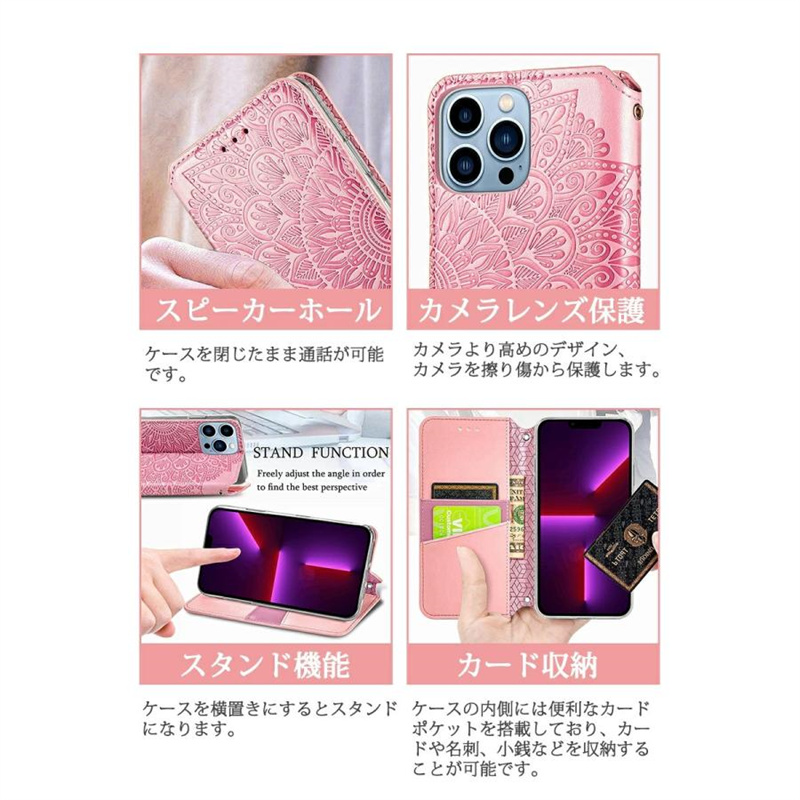 スピーカーホール
ケースを閉じたまま通話が可能
です。
カメラレンズ保護
カメラより高めのデザイン、
カメラを擦り傷から保護します。
STAND FUNCTION
Freely adjust the angle in order
to find the best perspective
スタンド機能
ケースを横置きにするとスタンド
になります。
カード収納
ケースの内側には便利なカード
ポケットを搭載しており、カー
ドや名刺、小銭などを収納する
ことが可能です。